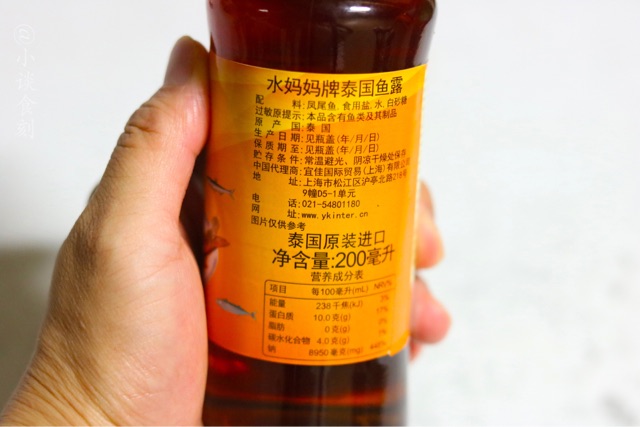 小谈食刻
水妈妈牌泰国鱼露
配料:凤尾鱼,食用盐,水,白砂糖
过敏原提示:本品含有鱼类及其制品
原产国:泰国
生产日期:见瓶盖(年/月/日)
保质期至:见瓶盖(年/月/日)
贮存条件:常温避光、阴凉干燥处保存
中国代理商:宜佳国际贸易(上海)有限公司
地址:上海市松江区沪亭北路218号
9幢D5-1单元
电话:021-54801180
网址:www.ykinter.cn
图片仅供参考
泰国原装进口
净含量:200毫升
营养成分表
项目 每100毫升(mL) NRV%
能量 238千焦(kJ) 3%
蛋白质 10.0克(g) 17%
脂肪 0克(g) 0%
碳水化合物 4.0克(g) 1%
钠 8950毫克(mg) 448%